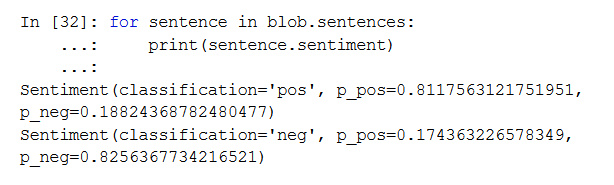 In [32]: for sentence in blob.sentences:
    ...:     print(sentence.sentiment)
    ...:
Sentiment(classification='pos', p_pos=0.8117563121751951,
p_neg=0.18824368782480477)
Sentiment(classification='neg', p_pos=0.174363226578349,
p_neg=0.8256367734216521)